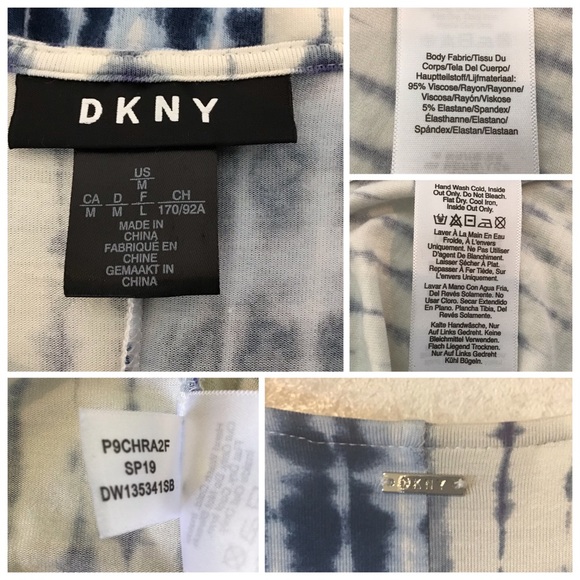 DKNY
US
M
CA
M
D
M
F
L
CH
170/92A
MADE IN
CHINA
FABRIQUÉ EN
CHINE
GEMAAKT IN
CHINA
Body Fabric/Tissu Du
Corps/Tela Del Cuerpo/
Hauptteilstoff/Lijfmateriaal:
95% Viscose/Rayon/Rayonne/
Viscosa/Rayón/Viskose
5% Elastane/Spandex/
Élasthanne/Elastano/
Spándex/Elastan/Elastaan
Hand Wash Cold, Inside
Out Only. Do Not Bleach.
Flat Dry. Cool Iron,
Inside Out Only.
Laver À La Main En Eau
Froide, À L'envers
Uniquement. Ne Pas Utiliser
D'agent De Blanchiment.
Laisser Sécher À Plat.
Repasser À Fer Tiède, Sur
L'envers Uniquement.
Lavar A Mano Con Agua Fria,
Del Revés Solamente. No
Usar Cloro. Secar Extendido
En Plano. Plancha Tibia, Del
Revés Solamente.
Kalte Handwäsche, Nur
Auf Links Gedreht. Keine
Bleichmittel Verwenden.
Flach Liegend Trocknen.
Nur Auf Links Gedreht
Kühl Bügeln.
P9CHRA2F
SP19
DW135341SB
DKNY